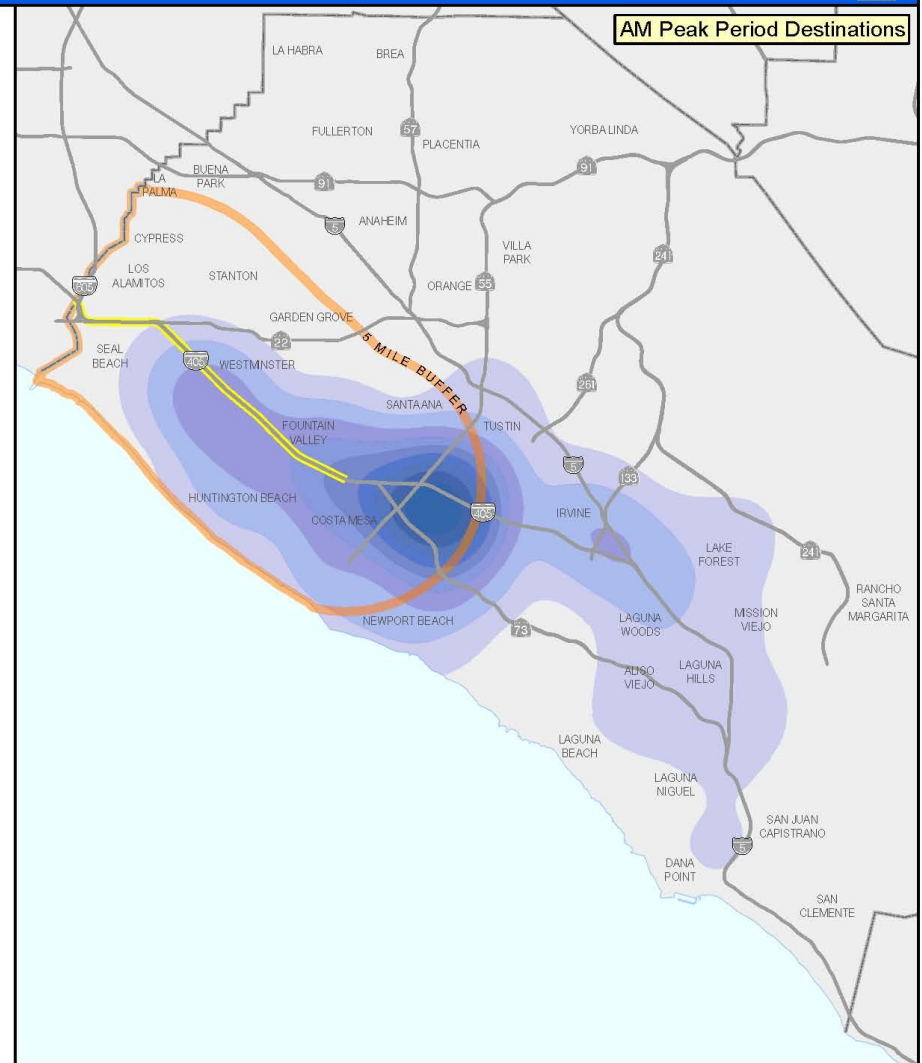 AM Peak Period Destinations
LA HABRA
BREA
FULLERTON
57
PLACENTIA
YORBA LINDA
91
BUENA
PARK
LA
PALMA
91
5
ANAHEIM
CYPRESS
VILLA
PARK
241
LOS
ALAMITOS
STANTON
605
ORANGE
55
GARDEN GROVE
22
SEAL
BEACH
405
WESTMINSTER
5 MILE BUFFER
261
SANTA ANA
TUSTIN
FOUNTAIN
VALLEY
5
133
HUNTINGTON BEACH
COSTA MESA
405
IRVINE
LAKE
FOREST
241
RANCHO
SANTA
MARGARITA
NEWPORT BEACH
73
LAGUNA
WOODS
MISSION
VIEJO
ALISO
VIEJO
LAGUNA
HILLS
LAGUNA
BEACH
LAGUNA
NIGUEL
SAN JUAN
CAPISTRANO
5
DANA
POINT
SAN
CLEMENTE